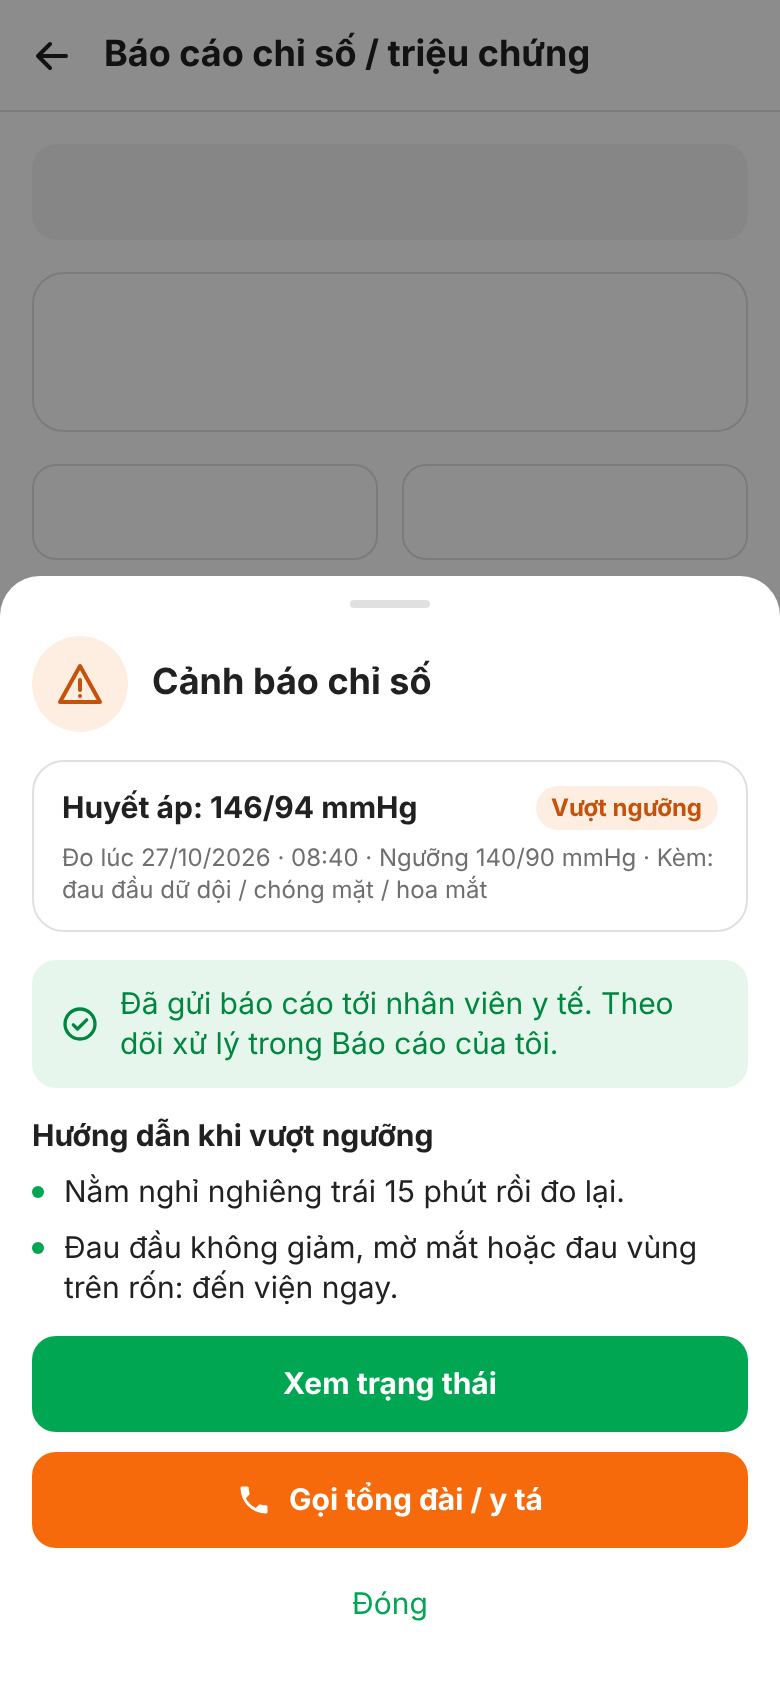 Báo cáo chỉ số / triệu chứng
Cảnh báo chỉ số
Huyết áp: 146/94 mmHg
Vượt ngưỡng
Đo lúc 27/10/2026 · 08:40 · Ngưỡng 140/90 mmHg · Kèm:
đau đầu dữ dội / chóng mặt / hoa mắt
Đã gửi báo cáo tới nhân viên y tế. Theo
dõi xử lý trong Báo cáo của tôi.
Hướng dẫn khi vượt ngưỡng
Nằm nghỉ nghiêng trái 15 phút rồi đo lại.
Đau đầu không giảm, mờ mắt hoặc đau vùng
trên rốn: đến viện ngay.
Xem trạng thái
Gọi tổng đài / y tá
Đóng